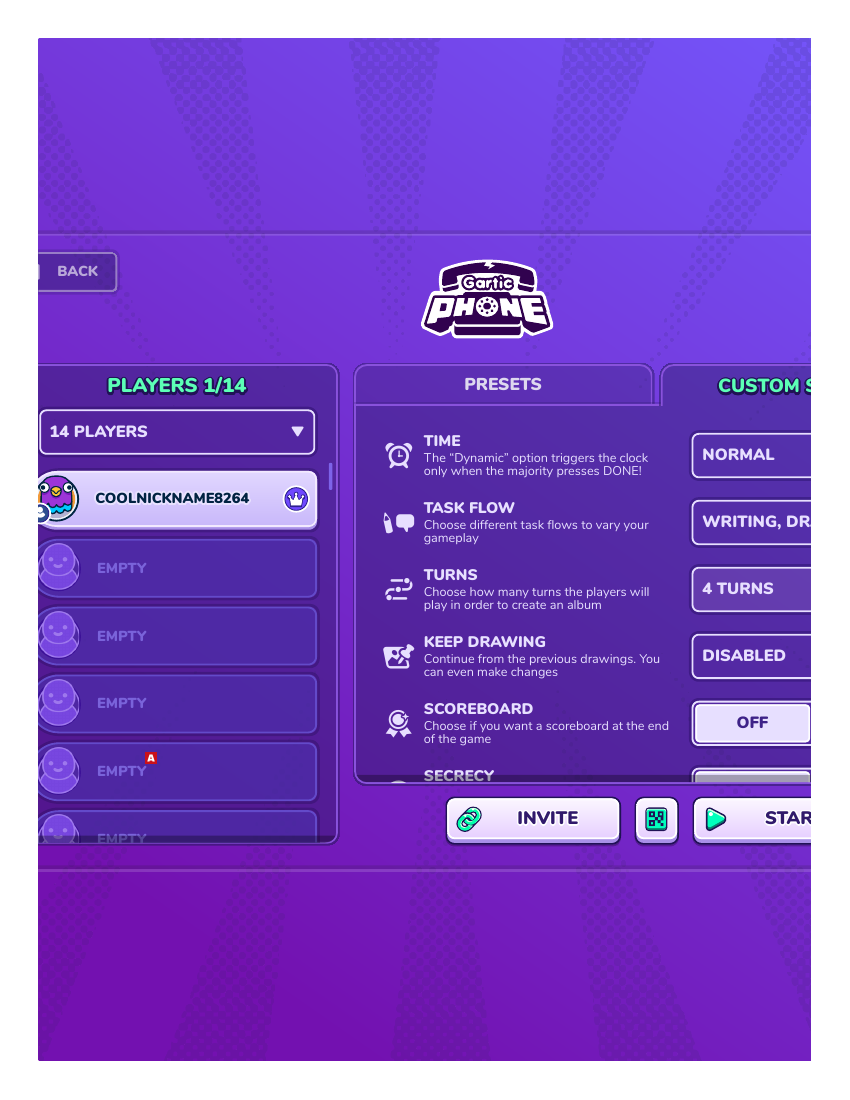 BACK
Gartic
PHONE
PLAYERS 1/14
14 PLAYERS
COOLNICKNAME8264
EMPTY
EMPTY
EMPTY
EMPTY
A
EMPTY
PRESETS
CUSTOM S
TIME
The “Dynamic” option triggers the clock
only when the majority presses DONE!
NORMAL
TASK FLOW
Choose different task flows to vary your
gameplay
WRITING, DR
TURNS
Choose how many turns the players will
play in order to create an album
4 TURNS
KEEP DRAWING
Continue from the previous drawings. You
can even make changes
DISABLED
SCOREBOARD
Choose if you want a scoreboard at the end
of the game
OFF
SECRECY
INVITE
STAR